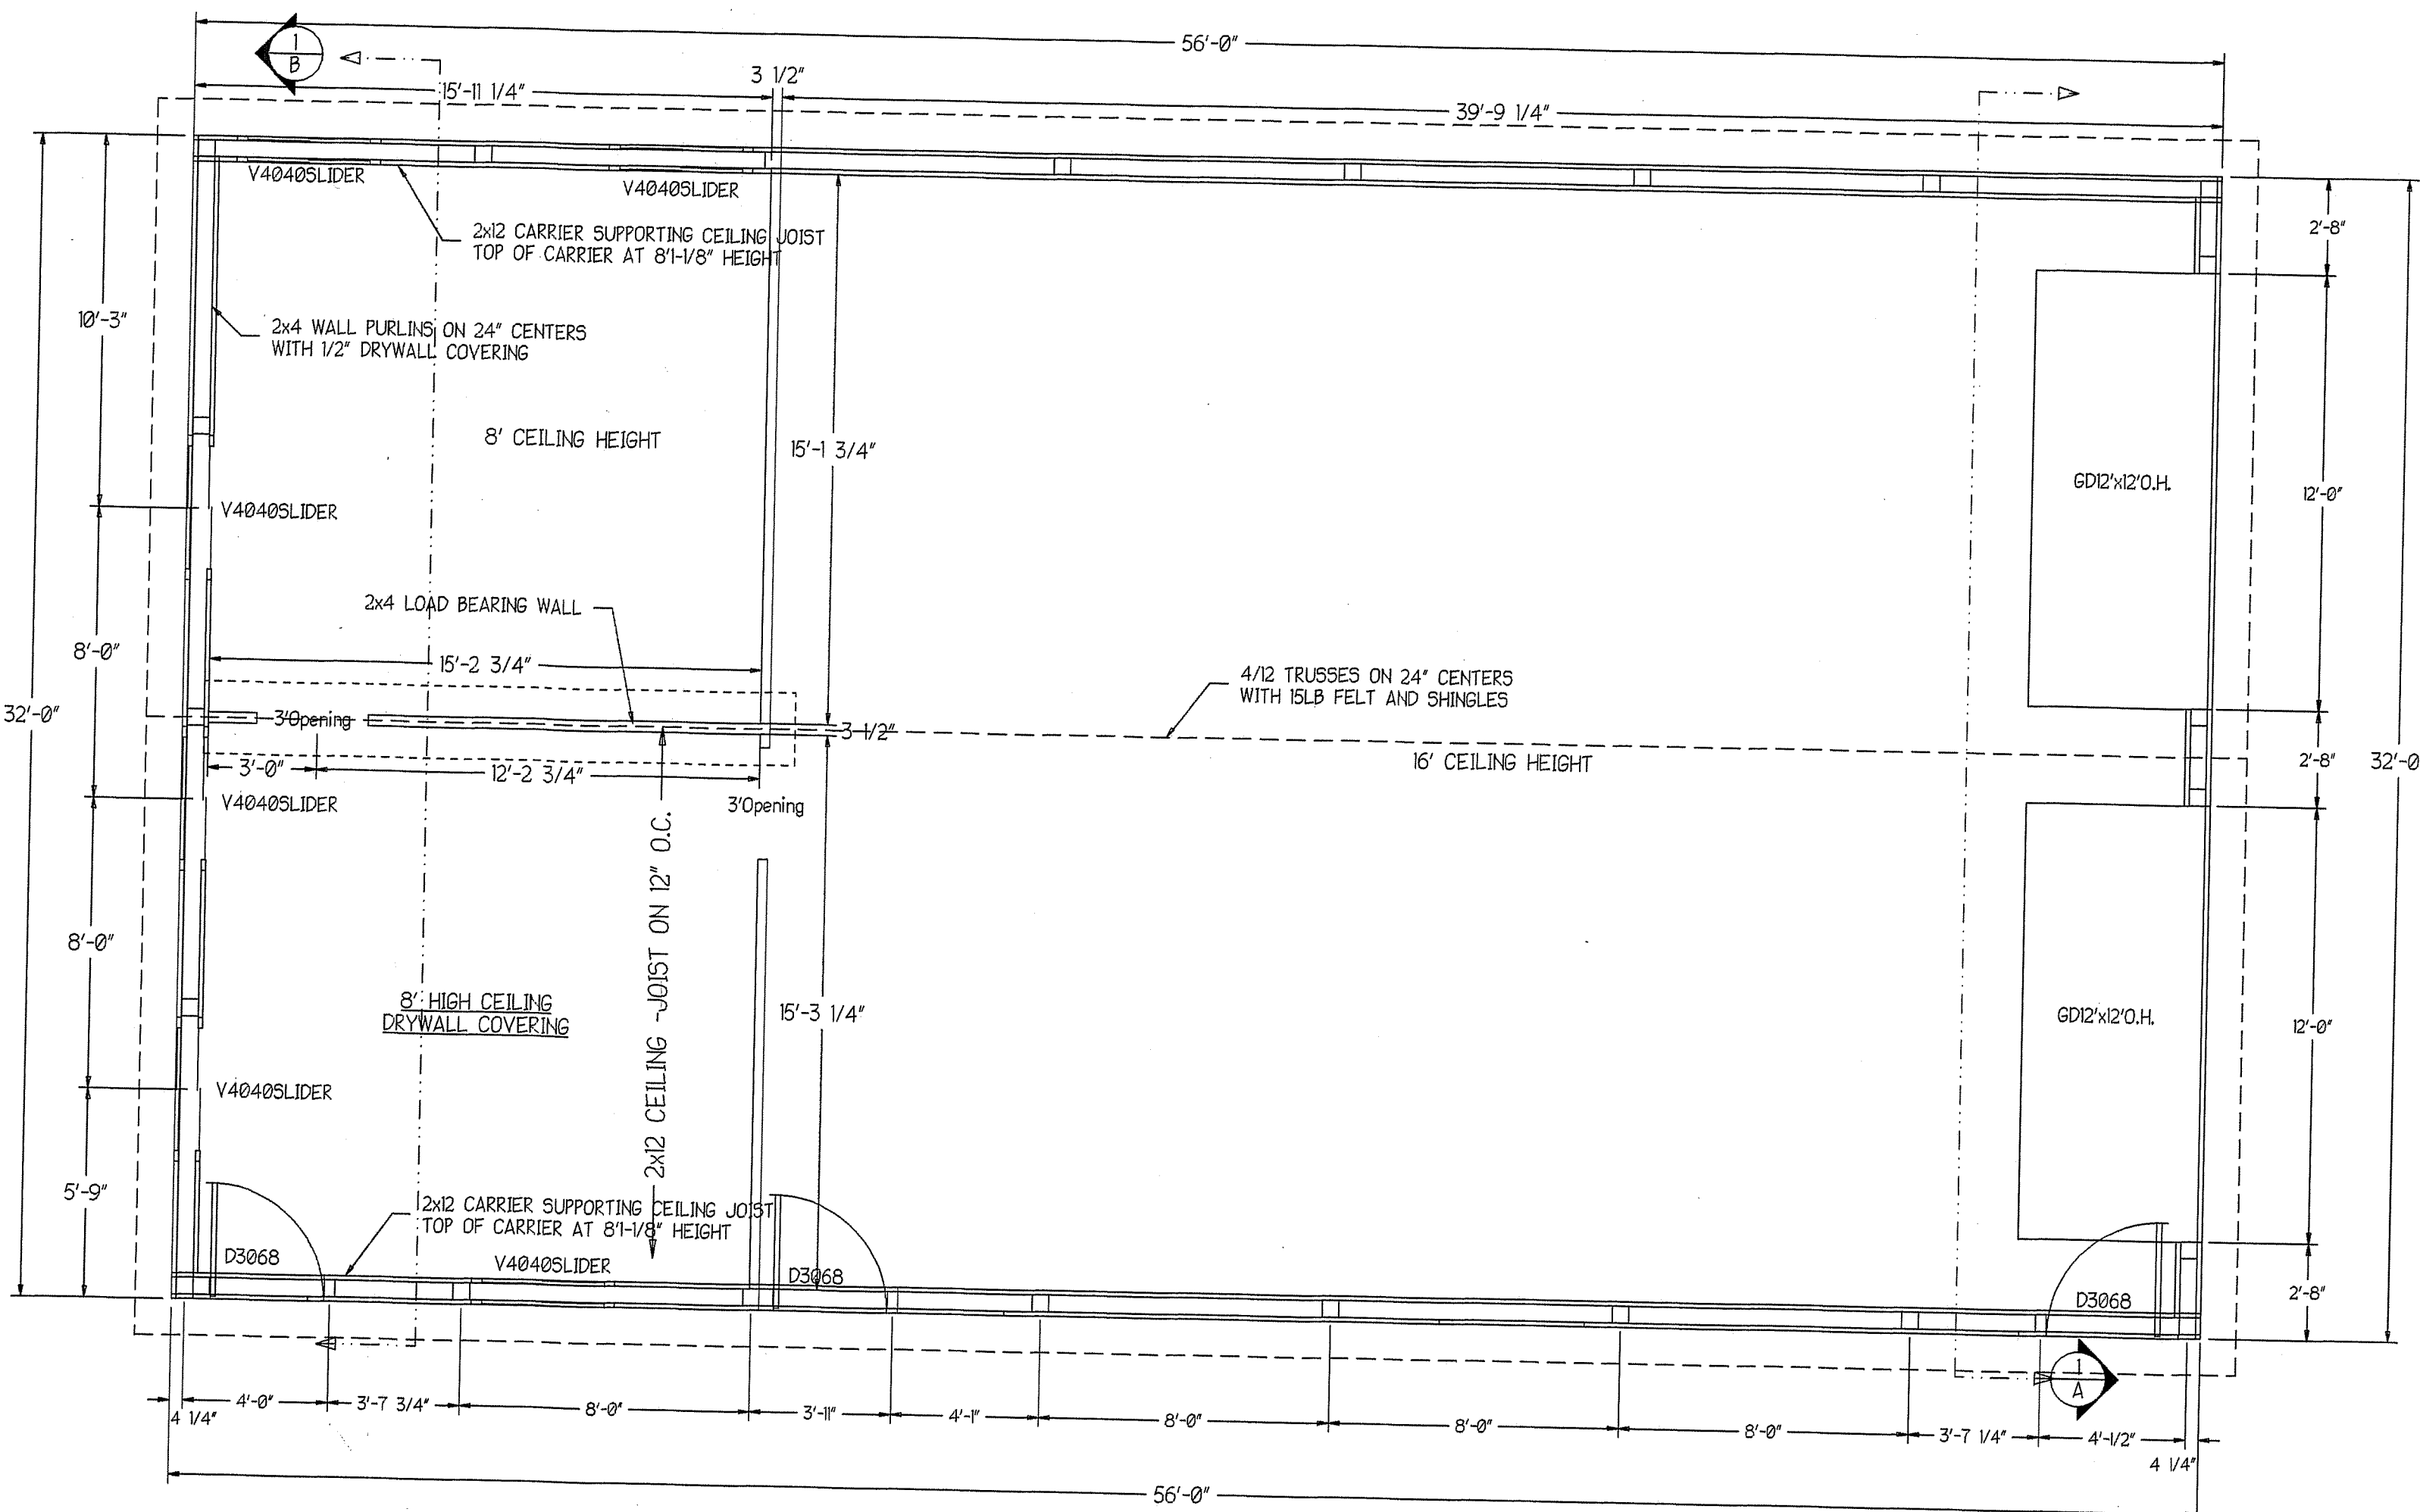 56'-0"
1
B
15'-11 1/4"
3 1/2"
39'-9 1/4"
V4040SLIDER
V4040SLIDER
2x12 CARRIER SUPPORTING CEILING JOIST
TOP OF CARRIER AT 8'1-1/8" HEIGHT
2'-8"
10'-3"
2x4 WALL PURLINS ON 24" CENTERS
WITH 1/2" DRYWALL COVERING
8' CEILING HEIGHT
15'-1 3/4"
GD12'x12'O.H.
12'-0"
V4040SLIDER
2x4 LOAD BEARING WALL
8'-0"
15'-2 3/4"
4/12 TRUSSES ON 24" CENTERS
WITH 15LB FELT AND SHINGLES
32'-0"
3'Opening
3 1/2"
16' CEILING HEIGHT
2'-8"
32'-0
3'-0"
12'-2 3/4"
V4040SLIDER
3'Opening
2x12 CEILING -JOIST ON 12" O.C.
8'-0"
8' HIGH CEILING
DRYWALL COVERING
15'-3 1/4"
GD12'x12'O.H.
12'-0"
V4040SLIDER
5'-9"
2x12 CARRIER SUPPORTING CEILING JOIST
TOP OF CARRIER AT 8'1-1/8" HEIGHT
D3068
V4040SLIDER
D3068
D3068
2'-8"
1
A
4 1/4"
4'-0"
3'-7 3/4"
8'-0"
3'-11"
4'-1"
8'-0"
8'-0"
8'-0"
3'-7 1/4"
4'-1/2"
4 1/4"
56'-0"